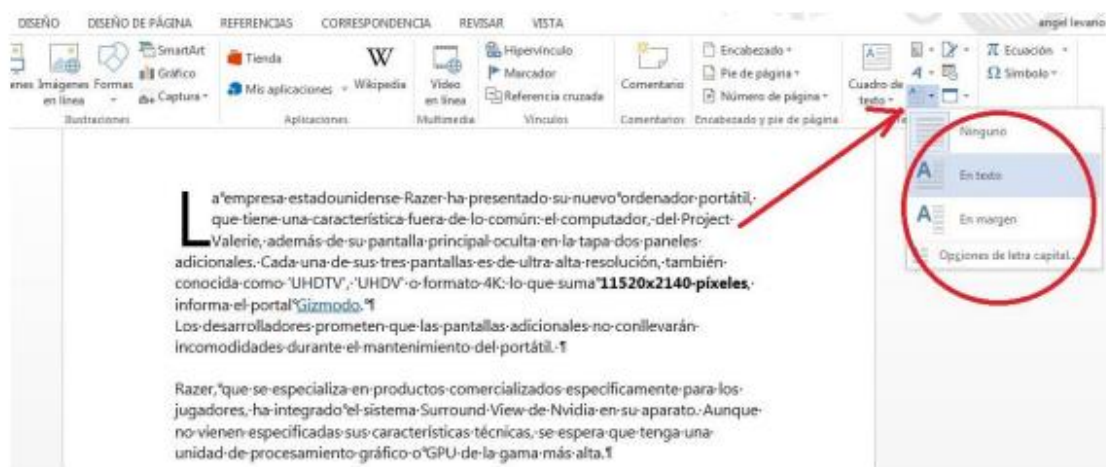 DISEÑO DISEÑO DE PÁGINA REFERENCIAS CORRESPONDENCIA REVISAR VISTA angel levano
Imágenes en línea
Formas
SmartArt
Gráfico
Captura
Ilustraciones
Tienda
Mis aplicaciones
Wikipedia
Aplicaciones
Vídeo en línea
Multimedia
Hipervínculo
Marcador
Referencia cruzada
Vínculos
Comentario
Comentarios
Encabezado
Pie de página
Número de página
Encabezado y pie de página
Cuadro de texto
Ecuación
Símbolo
Ninguno
En texto
En margen
Opciones de letra capital...
La empresa estadounidense Razer ha presentado su nuevo ordenador portátil,
que tiene una característica fuera de lo común: el computador, del Project
Valerie, además de su pantalla principal oculta en la tapa dos paneles
adicionales. Cada una de sus tres pantallas es de ultra alta resolución, también
conocida como 'UHDTV', 'UHDV' o formato 4K: lo que suma 11520x2140 píxeles,
informa el portal Gizmodo. ¶
Los desarrolladores prometen que las pantallas adicionales no conllevarán
incomodidades durante el mantenimiento del portátil. ¶
Razer, que se especializa en productos comercializados específicamente para los
jugadores, ha integrado el sistema Surround View de Nvidia en su aparato. Aunque
no vienen especificadas sus características técnicas, se espera que tenga una
unidad de procesamiento gráfico o GPU de la gama más alta.¶